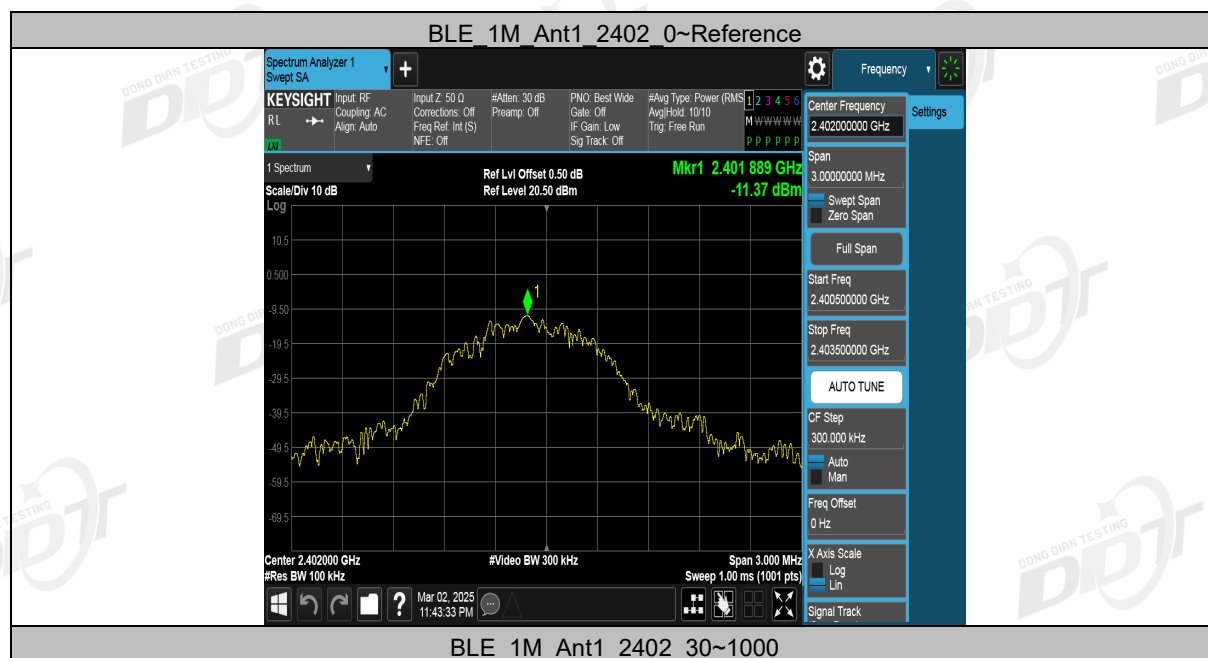 BLE_1M_Ant1_2402_0~Reference
Spectrum Analyzer 1
Swept SA
+
Frequency
KEYSIGHT
RL
LXI
Input: RF
Coupling: AC
Align: Auto
Input Z: 50 Ω
Corrections: Off
Freq Ref: Int (S)
NFE: Off
#Atten: 30 dB
Preamp: Off
PNO: Best Wide
Gate: Off
IF Gain: Low
Sig Track: Off
#Avg Type: Power (RMS
Avg|Hold: 10/10
Trig: Free Run
1 2 3 4 5 6
M W W W W W
P P P P P P
1 Spectrum
Scale/Div 10 dB
Log
Ref Lvl Offset 0.50 dB
Ref Level 20.50 dBm
Mkr1 2.401 889 GHz
-11.37 dBm
10.5
0.500
-9.50
-19.5
-29.5
-39.5
-49.5
-59.5
-69.5
1
Center 2.402000 GHz
#Res BW 100 kHz
#Video BW 300 kHz
Span 3.000 MHz
Sweep 1.00 ms (1001 pts)
?
Mar 02, 2025
11:43:33 PM
Settings
Center Frequency
2.402000000 GHz
Span
3.00000000 MHz
Swept Span
Zero Span
Full Span
Start Freq
2.400500000 GHz
Stop Freq
2.403500000 GHz
AUTO TUNE
CF Step
300.000 kHz
Auto
Man
Freq Offset
0 Hz
X Axis Scale
Log
Lin
Signal Track
BLE_1M_Ant1_2402_30~1000
DONG DIAN TESTING
DDT